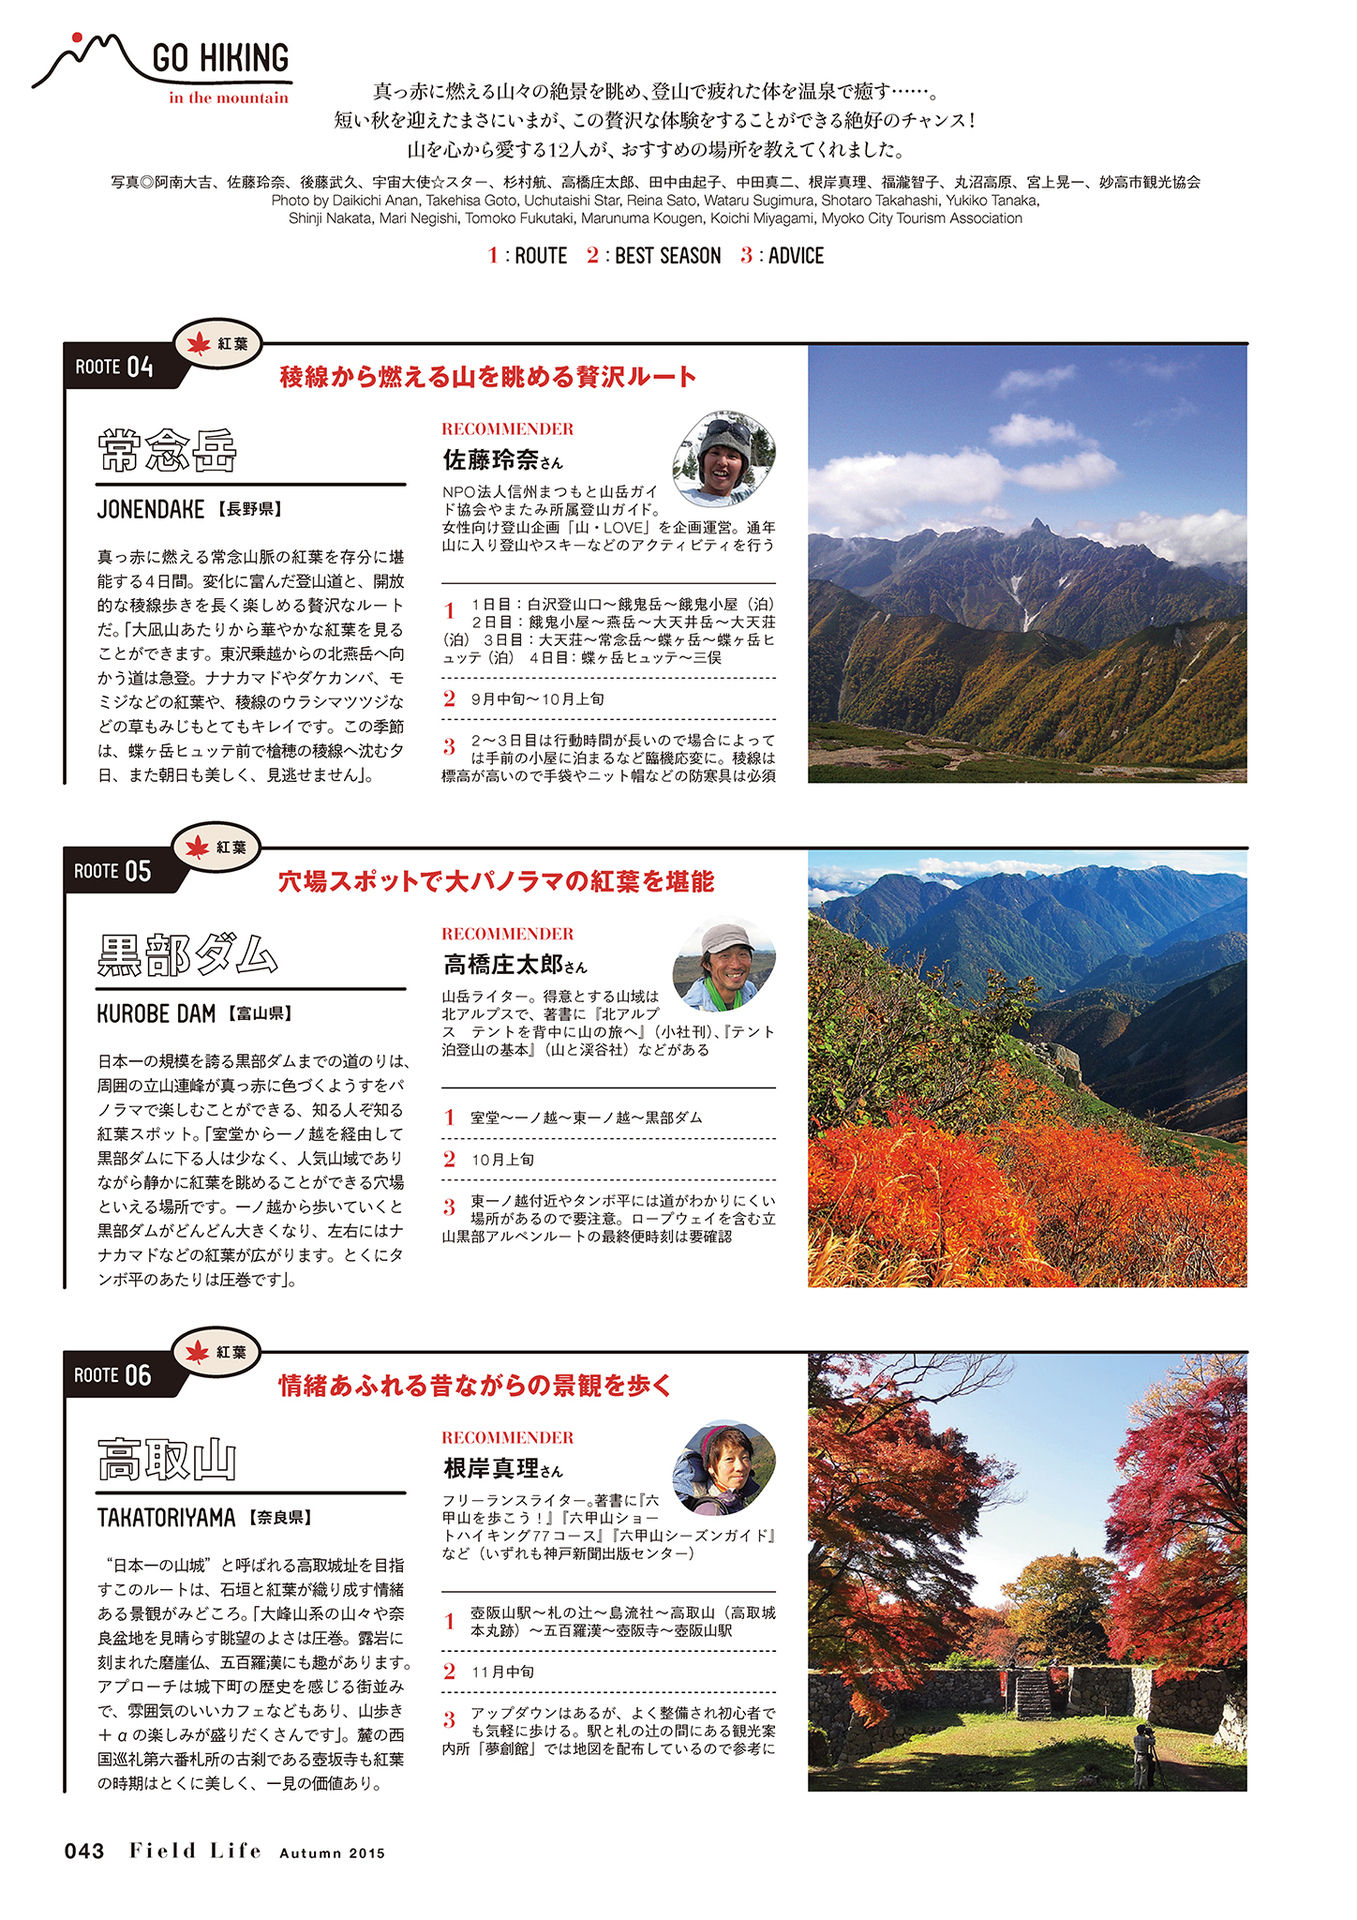 GO HIKING
in the mountain
真っ赤に燃える山々の絶景を眺め、登山で疲れた体を温泉で癒す……。
短い秋を迎えたまさにいまが、この贅沢な体験をすることができる絶好のチャンス！
山を心から愛する12人が、おすすめの場所を教えてくれました。
写真◎阿南大吉、佐藤玲奈、後藤武久、宇宙大使☆スター、杉村航、高橋庄太郎、田中由起子、中田真二、根岸真理、福瀧智子、丸沼高原、宮上晃一、妙高市観光協会
Photo by Daikichi Anan, Takehisa Goto, Uchutaishi Star, Reina Sato, Wataru Sugimura, Shotaro Takahashi, Yukiko Tanaka,
Shinji Nakata, Mari Negishi, Tomoko Fukutaki, Marunuma Kougen, Koichi Miyagami, Myoko City Tourism Association
1：ROUTE 2：BEST SEASON 3：ADVICE
ROOTE 04
紅葉
稜線から燃える山を眺める贅沢ルート
常念岳
JONENDAKE 【長野県】
真っ赤に燃える常念山脈の紅葉を存分に堪
能する4日間。変化に富んだ登山道と、開放
的な稜線歩きを長く楽しめる贅沢なルート
だ。「大凪山あたりから華やかな紅葉を見る
ことができます。東沢乗越からの北燕岳へ向
かう道は急登。ナナカマドやダケカンバ、モ
ミジなどの紅葉や、稜線のウラシマツツジな
どの草もみじもとてもキレイです。この季節
は、蝶ヶ岳ヒュッテ前で槍穂の稜線へ沈む夕
日、また朝日も美しく、見逃せません」。
RECOMMENDER
佐藤玲奈さん
NPO法人信州まつもと山岳ガイ
ド協会やまたみ所属登山ガイド。
女性向け登山企画「山・LOVE」を企画運営。通年
山に入り登山やスキーなどのアクティビティを行う
1 1日目：白沢登山口〜餓鬼岳〜餓鬼小屋（泊）
2日目：餓鬼小屋〜燕岳〜大天井岳〜大天荘
（泊） 3日目：大天荘〜常念岳〜蝶ヶ岳〜蝶ヶ岳ヒ
ュッテ（泊） 4日目：蝶ヶ岳ヒュッテ〜三俣
2 9月中旬〜10月上旬
3 2〜3日目は行動時間が長いので場合によって
は手前の小屋に泊まるなど臨機応変に。稜線は
標高が高いので手袋やニット帽などの防寒具は必須
ROOTE 05
紅葉
穴場スポットで大パノラマの紅葉を堪能
黒部ダム
KUROBE DAM 【富山県】
日本一の規模を誇る黒部ダムまでの道のりは、
周囲の立山連峰が真っ赤に色づくようすをパ
ノラマで楽しむことができる、知る人ぞ知る
紅葉スポット。「室堂から一ノ越を経由して
黒部ダムに下る人は少なく、人気山域であり
ながら静かに紅葉を眺めることができる穴場
といえる場所です。一ノ越から歩いていくと
黒部ダムがどんどん大きくなり、左右にはナ
ナカマドなどの紅葉が広がります。とくにタ
ンボ平のあたりは圧巻です」。
RECOMMENDER
高橋庄太郎さん
山岳ライター。得意とする山域は
北アルプスで、著書に『北アルプ
ス テントを背中に山の旅へ』（小社刊）、『テント
泊登山の基本』（山と渓谷社）などがある
1 室堂〜一ノ越〜東一ノ越〜黒部ダム
2 10月上旬
3 東一ノ越付近やタンボ平には道がわかりにくい
場所があるので要注意。ロープウェイを含む立
山黒部アルペンルートの最終便時刻は要確認
ROOTE 06
紅葉
情緒あふれる昔ながらの景観を歩く
高取山
TAKATORIYAMA 【奈良県】
“日本一の山城”と呼ばれる高取城址を目指
すこのルートは、石垣と紅葉が織り成す情緒
ある景観がみどころ。「大峰山系の山々や奈
良盆地を見晴らす眺望のよさは圧巻。露岩に
刻まれた磨崖仏、五百羅漢にも趣があります。
アプローチは城下町の歴史を感じる街並み
で、雰囲気のいいカフェなどもあり、山歩き
＋αの楽しみが盛りだくさんです」。麓の西
国巡礼第六番札所の古刹である壺坂寺も紅葉
の時期はとくに美しく、一見の価値あり。
RECOMMENDER
根岸真理さん
フリーランスライター。著書に『六
甲山を歩こう！』『六甲山ショー
トハイキング77コース』『六甲山シーズンガイド』
など（いずれも神戸新聞出版センター）
1 壺阪山駅〜札の辻〜島流社〜高取山（高取城
本丸跡）〜五百羅漢〜壺阪寺〜壺阪山駅
2 11月中旬
3 アップダウンはあるが、よく整備され初心者で
も気軽に歩ける。駅と札の辻の間にある観光案
内所「夢創館」では地図を配布しているので参考に
043 Field Life Autumn 2015